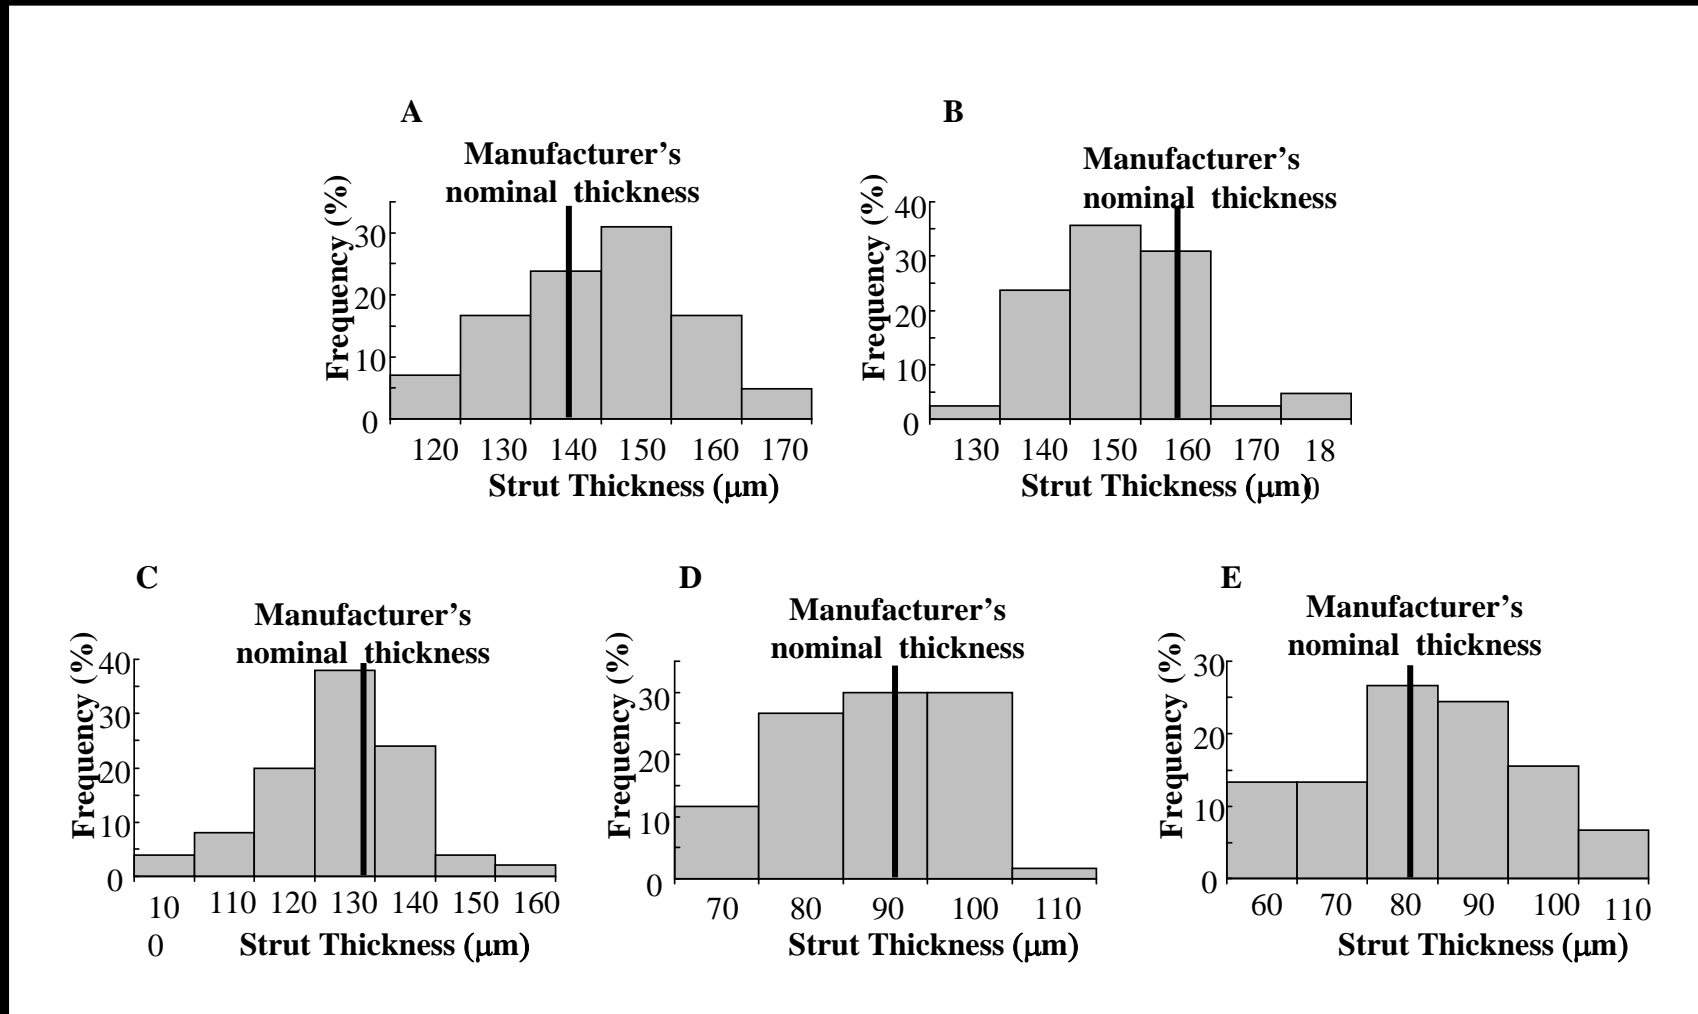 A
Manufacturer’s
nominal thickness
Frequency (%)
30
20
10
0
120 130 140 150 160 170
Strut Thickness (μm)
B
Manufacturer’s
nominal thickness
Frequency (%)
40
30
20
10
0
130 140 150 160 170 18
0
Strut Thickness (μm)
C
Manufacturer’s
nominal thickness
Frequency (%)
40
30
20
10
0
10 110 120 130 140 150 160
0
Strut Thickness (μm)
D
Manufacturer’s
nominal thickness
Frequency (%)
30
20
10
0
70 80 90 100 110
Strut Thickness (μm)
E
Manufacturer’s
nominal thickness
Frequency (%)
30
20
10
0
60 70 80 90 100 110
Strut Thickness (μm)